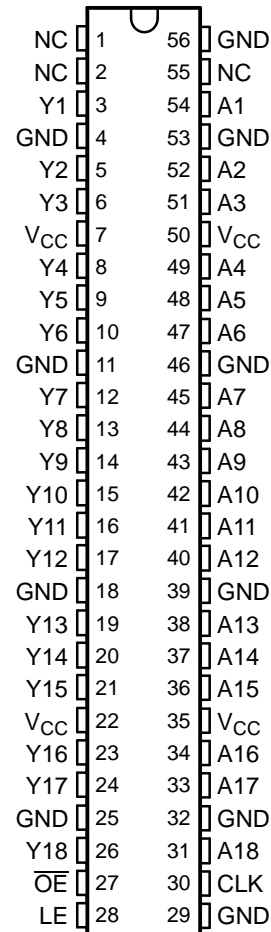 NC 1 56 GND
NC 2 55 NC
Y1 3 54 A1
GND 4 53 GND
Y2 5 52 A2
Y3 6 51 A3
VCC 7 50 VCC
Y4 8 49 A4
Y5 9 48 A5
Y6 10 47 A6
GND 11 46 GND
Y7 12 45 A7
Y8 13 44 A8
Y9 14 43 A9
Y10 15 42 A10
Y11 16 41 A11
Y12 17 40 A12
GND 18 39 GND
Y13 19 38 A13
Y14 20 37 A14
Y15 21 36 A15
VCC 22 35 VCC
Y16 23 34 A16
Y17 24 33 A17
GND 25 32 GND
Y18 26 31 A18
O̅E̅ 27 30 CLK
LE 28 29 GND